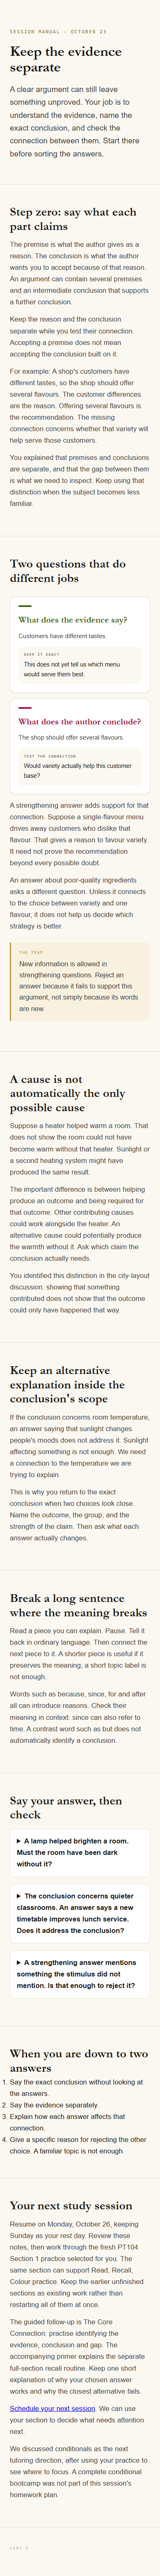 SESSION MANUAL · OCTOBER 23
Keep the evidence
separate
A clear argument can still leave
something unproved. Your job is to
understand the evidence, name the
exact conclusion, and check the
connection between them. Start there
before sorting the answers.
Step zero: say what each
part claims
The premise is what the author gives as a
reason. The conclusion is what the author
wants you to accept because of that reason.
An argument can contain several premises
and an intermediate conclusion that supports
a further conclusion.
Keep the reason and the conclusion
separate while you test their connection.
Accepting a premise does not mean
accepting the conclusion built on it.
For example: A shop's customers have
different tastes, so the shop should offer
several flavours. The customer differences
are the reason. Offering several flavours is
the recommendation. The missing
connection concerns whether that variety will
help serve those customers.
You explained that premises and conclusions
are separate, and that the gap between them
is what we need to inspect. Keep using that
distinction when the subject becomes less
familiar.
Two questions that do
different jobs
What does the evidence say?
Customers have different tastes.
KEEP IT EXACT
This does not yet tell us which menu
would serve them best.
What does the author conclude?
The shop should offer several flavours.
TEST THE CONNECTION
Would variety actually help this customer
base?
A strengthening answer adds support for that
connection. Suppose a single-flavour menu
drives away customers who dislike that
flavour. That gives a reason to favour variety.
It need not prove the recommendation
beyond every possible doubt.
An answer about poor-quality ingredients
asks a different question. Unless it connects
to the choice between variety and one
flavour, it does not help us decide which
strategy is better.
THE TRAP
New information is allowed in
strengthening questions. Reject an
answer because it fails to support this
argument, not simply because its words
are new.
A cause is not
automatically the only
possible cause
Suppose a heater helped warm a room. That
does not show the room could not have
become warm without that heater. Sunlight or
a second heating system might have
produced the same result.
The important difference is between helping
produce an outcome and being required for
that outcome. Other contributing causes
could work alongside the heater. An
alternative cause could potentially produce
the warmth without it. Ask which claim the
conclusion actually needs.
You identified this distinction in the city-layout
discussion: showing that something
contributed does not show that the outcome
could only have happened that way.
Keep an alternative
explanation inside the
conclusion's scope
If the conclusion concerns room temperature,
an answer saying that sunlight changes
people's moods does not address it. Sunlight
affecting something is not enough. We need
a connection to the temperature we are
trying to explain.
This is why you return to the exact
conclusion when two choices look close.
Name the outcome, the group, and the
strength of the claim. Then ask what each
answer actually changes.
Break a long sentence
where the meaning breaks
Read a piece you can explain. Pause. Tell it
back in ordinary language. Then connect the
next piece to it. A shorter piece is useful if it
preserves the meaning; a short topic label is
not enough.
Words such as because, since, for and after
all can introduce reasons. Check their
meaning in context: since can also refer to
time. A contrast word such as but does not
automatically identify a conclusion.
Say your answer, then
check
▶ A lamp helped brighten a room.
Must the room have been dark
without it?
▶ The conclusion concerns quieter
classrooms. An answer says a new
timetable improves lunch service.
Does it address the conclusion?
▶ A strengthening answer mentions
something the stimulus did not
mention. Is that enough to reject it?
When you are down to two
answers
1. Say the exact conclusion without looking at
the answers.
2. Say the evidence separately.
3. Explain how each answer affects that
connection.
4. Give a specific reason for rejecting the other
choice. A familiar topic is not enough.
Your next study session
Resume on Monday, October 26, keeping
Sunday as your rest day. Review these
notes, then work through the fresh PT104
Section 1 practice selected for you. The
same section can support Read, Recall,
Colour practice. Keep the earlier unfinished
sections as existing work rather than
restarting all of them at once.
The guided follow-up is The Core
Connection: practise identifying the
evidence, conclusion and gap. The
accompanying primer explains the separate
full-section recall routine. Keep one short
explanation of why your chosen answer
works and why the closest alternative fails.
Schedule your next session. We can use
your section to decide what needs attention
next.
We discussed conditionals as the next
tutoring direction, after using your practice to
see where to focus. A complete conditional
bootcamp was not part of this session's
homework plan.